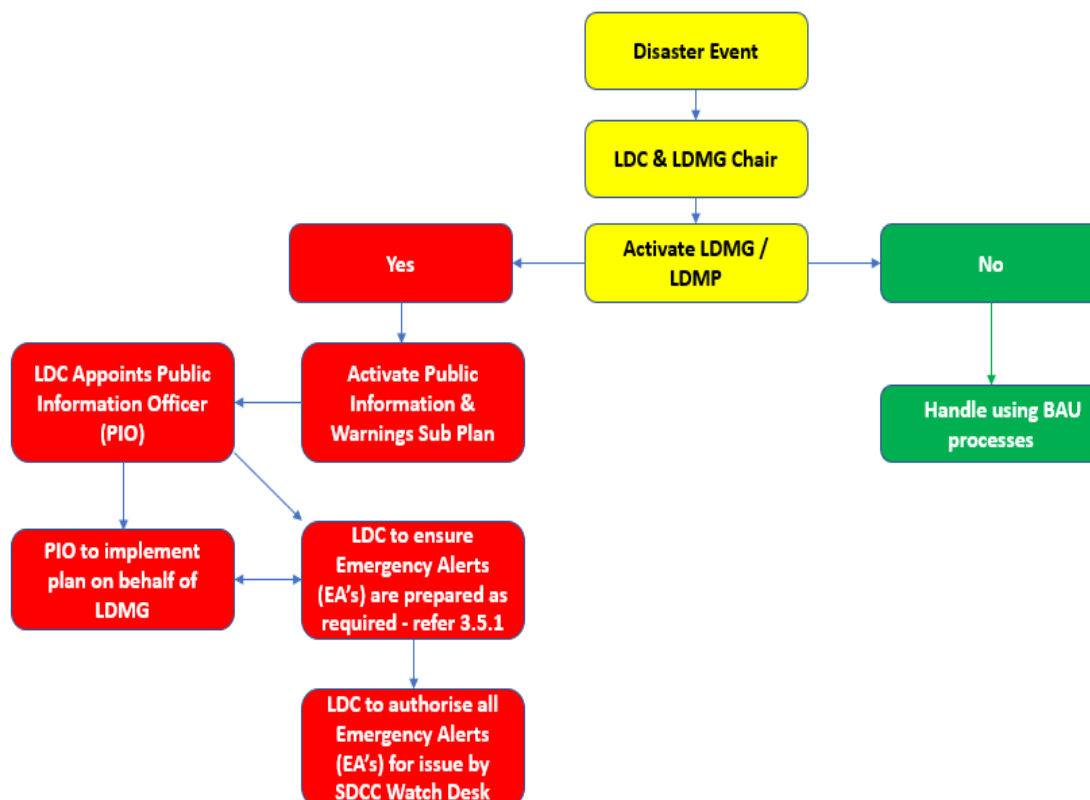 Disaster Event
LDC & LDMG Chair
Activate LDMG /
LDMP
Yes
No
LDC Appoints Public
Information Officer
(PIO)
Activate Public
Information &
Warnings Sub Plan
Handle using BAU
processes
PIO to implement
plan on behalf of
LDMG
LDC to ensure
Emergency Alerts
(EA's) are prepared as
required - refer 3.5.1
LDC to authorise all
Emergency Alerts
(EA's) for issue by
SDCC Watch Desk